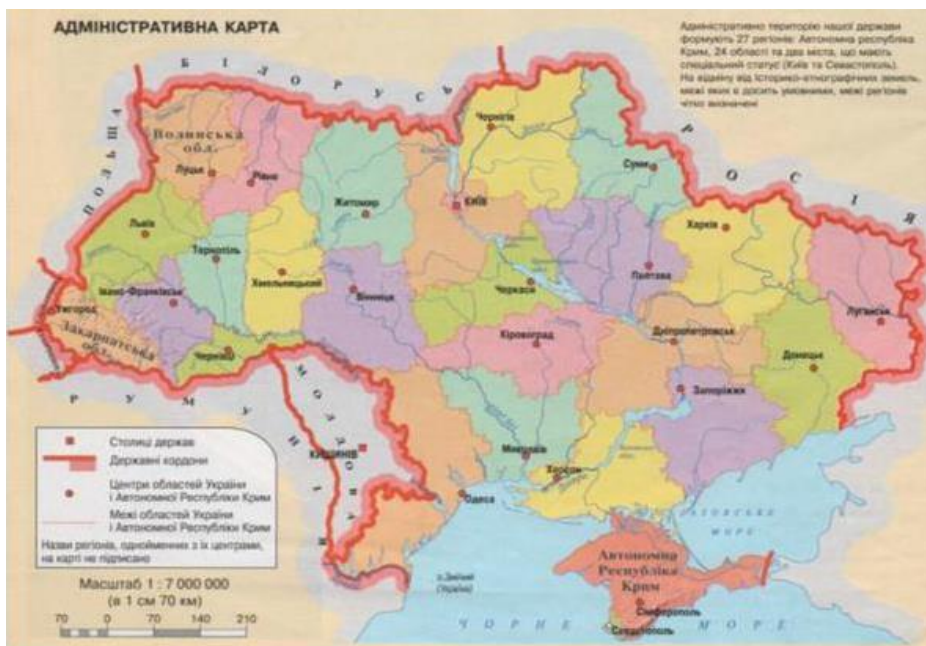 АДМІНІСТРАТИВНА КАРТА
Адміністративно територію нашої держави
формують 27 регіонів: Автономна республіка
Крим, 24 області та два міста, що мають
спеціальний статус (Київ та Севастополь).
На відміну від історико-етнографічних земель,
межі яких є досить умовними, межі регіонів
чітко визначені
БІЛОРУСЬ
ПОЛЬЩА
РОСІЯ
Чернігів
Волинська
обл.
Луцьк
Рівне
Суми
Житомир
КИЇВ
Львів
Харків
Тернопіль
Хмельницький
Полтава
Івано-Франківськ
Вінниця
Черкаси
Ужгород
Закарпатська
обл.
Луганськ
Дніпропетровськ
Кіровоград
Чернівці
Донецьк
Запоріжжя
РУМУНІЯ
МОЛДОВА
КИШИНІВ
Миколаїв
Херсон
Одеса
АЗОВСЬКЕ
МОРЕ
Автономна
Республіка
Крим
о.Зміїний
(Україна)
Сімферополь
Севастополь
ЧОРНЕ МОРЕ
Столиці держав
Державні кордони
Центри областей України
і Автономної Республіки Крим
Межі областей України
і Автономної Республіки Крим
Назви регіонів, однойменних з їх центрами,
на карті не підписано
Масштаб 1 : 7 000 000
(в 1 см 70 км)
70 0 70 140 210